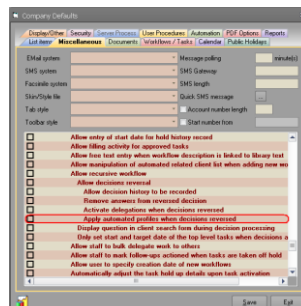 Company Defaults
Display/Other Security Server Process User Procedures Automation PDF Options Reports
List items Miscellaneous Documents Workflows / Tasks Calendar Public Holidays
EMail system
Message polling
minute(s)
SMS system
SMS Gateway
Facsimile system
SMS length
Skin/Style file
Quick SMS message
...
Tab style
Account number length
Toolbar style
Start number from
Allow entry of start date for hold history record
Allow filling activity for approved tasks
Allow free text entry when workflow description is linked to library text
Allow manipulation of automated related client list when adding new wo
Allow recursive workflow
Allow decisions reversal
Allow decision history to be recorded
Remove answers from reversed decision
Activate delegations when decisions reversed
Apply automated profiles when decisions reversed
Display question in client search form during decision processing
Only set start and target date of the top level tasks when decisions a
Allow staff to bulk delegate work to others
Allow staff to mark follow-ups actioned when tasks are taken off hold
Allow user to specify creation date of new workflows
Automatically adjust the task hold up details upon task activation
Save
Exit